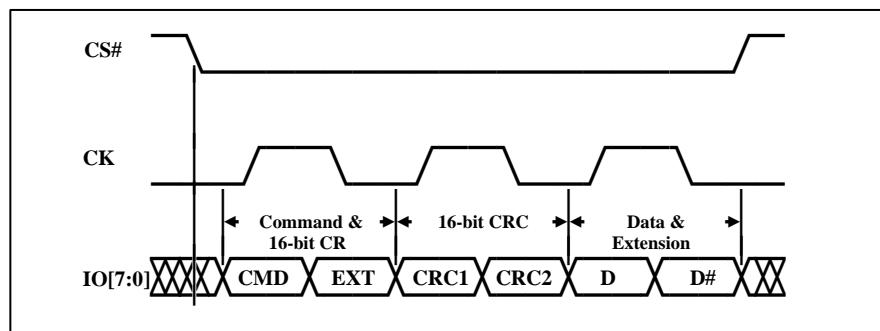 CS#
CK
Command & 16-bit CRC Data &
16-bit CR Extension
IO[7:0] CMD EXT CRC1 CRC2 D D#